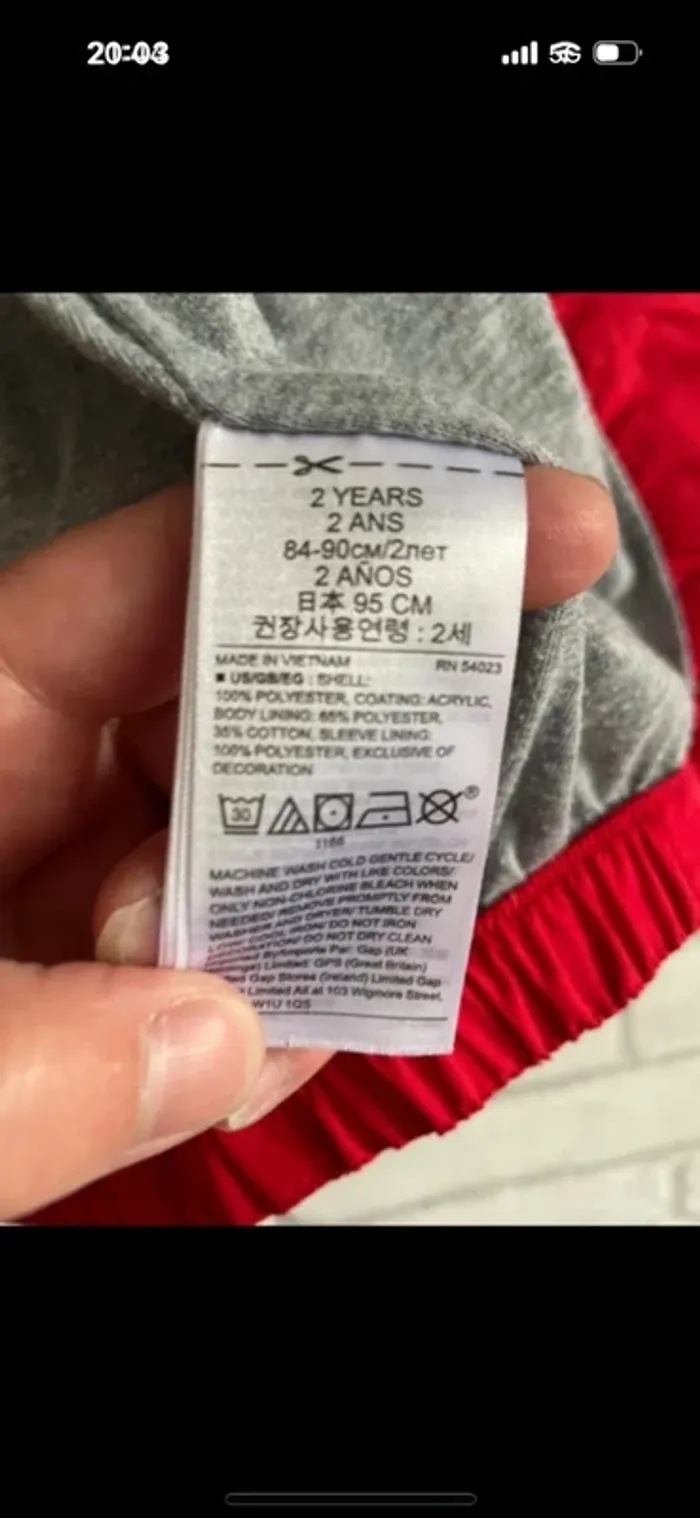 2 YEARS
2 ANS
84-90см/2лет
2 AÑOS
日本 95 CM
권장사용연령 : 2세
MADE IN VIETNAM RN 54023
■ US/GB/EG : SHELL:
100% POLYESTER, COATING: ACRYLIC,
BODY LINING: 65% POLYESTER,
35% COTTON, SLEEVE LINING:
100% POLYESTER, EXCLUSIVE OF
DECORATION
30
®
MACHINE WASH COLD GENTLE CYCLE/
WASH AND DRY WITH LIKE COLORS/
ONLY NON-CHLORINE BLEACH WHEN
NEEDED/ REMOVE PROMPTLY FROM
WASHER AND DRYER/ TUMBLE DRY
COOL IRON/ DO NOT IRON
DO NOT DRY CLEAN
Par: Gap (UK
Limited: GPS (Great Britain)
Gap Stores (Ireland) Limited Gap
Limited All at 103 Wigmore Street,
W1U 1QS